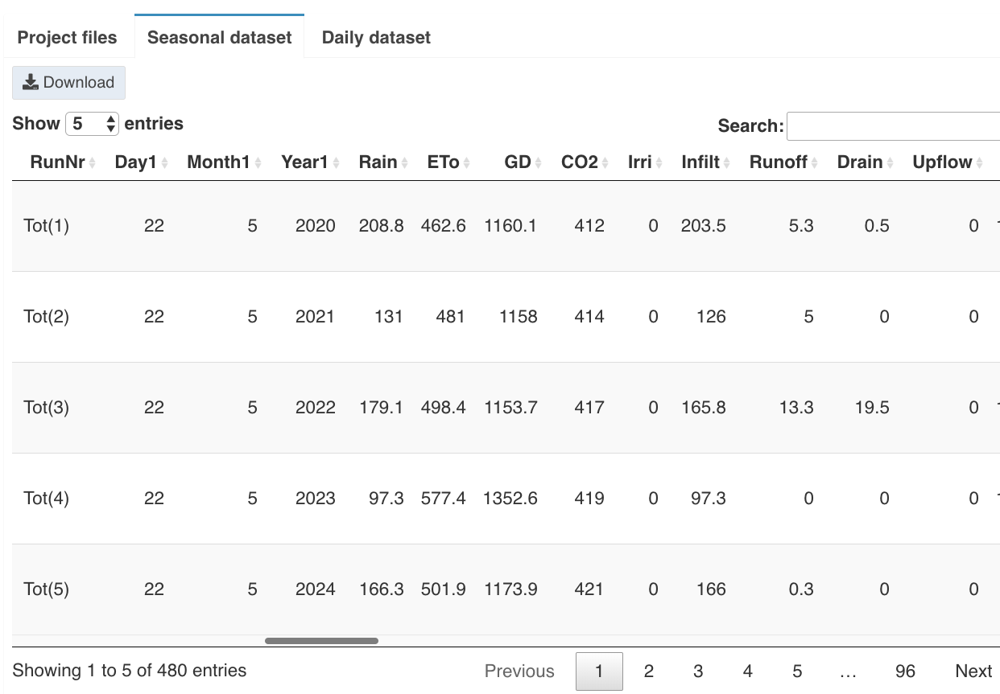 Project files Seasonal dataset Daily dataset
Download
Show 5 entries Search:
RunNr Day1 Month1 Year1 Rain ETo GD CO2 Irri Infilt Runoff Drain Upflow
Tot(1) 22 5 2020 208.8 462.6 1160.1 412 0 203.5 5.3 0.5 0
Tot(2) 22 5 2021 131 481 1158 414 0 126 5 0 0
Tot(3) 22 5 2022 179.1 498.4 1153.7 417 0 165.8 13.3 19.5 0
Tot(4) 22 5 2023 97.3 577.4 1352.6 419 0 97.3 0 0 0
Tot(5) 22 5 2024 166.3 501.9 1173.9 421 0 166 0.3 0 0
Showing 1 to 5 of 480 entries Previous 1 2 3 4 5 … 96 Next